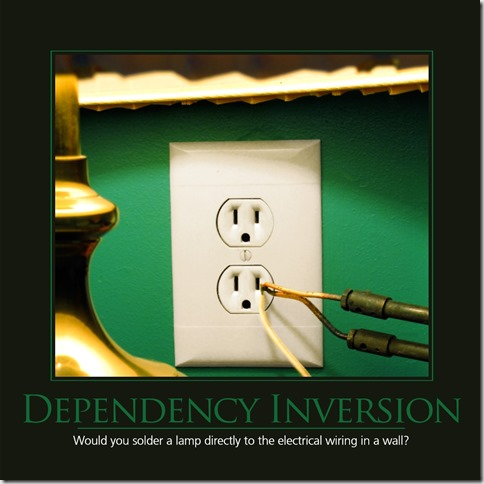 DEPENDENCY INVERSION
Would you solder a lamp directly to the electrical wiring in a wall?